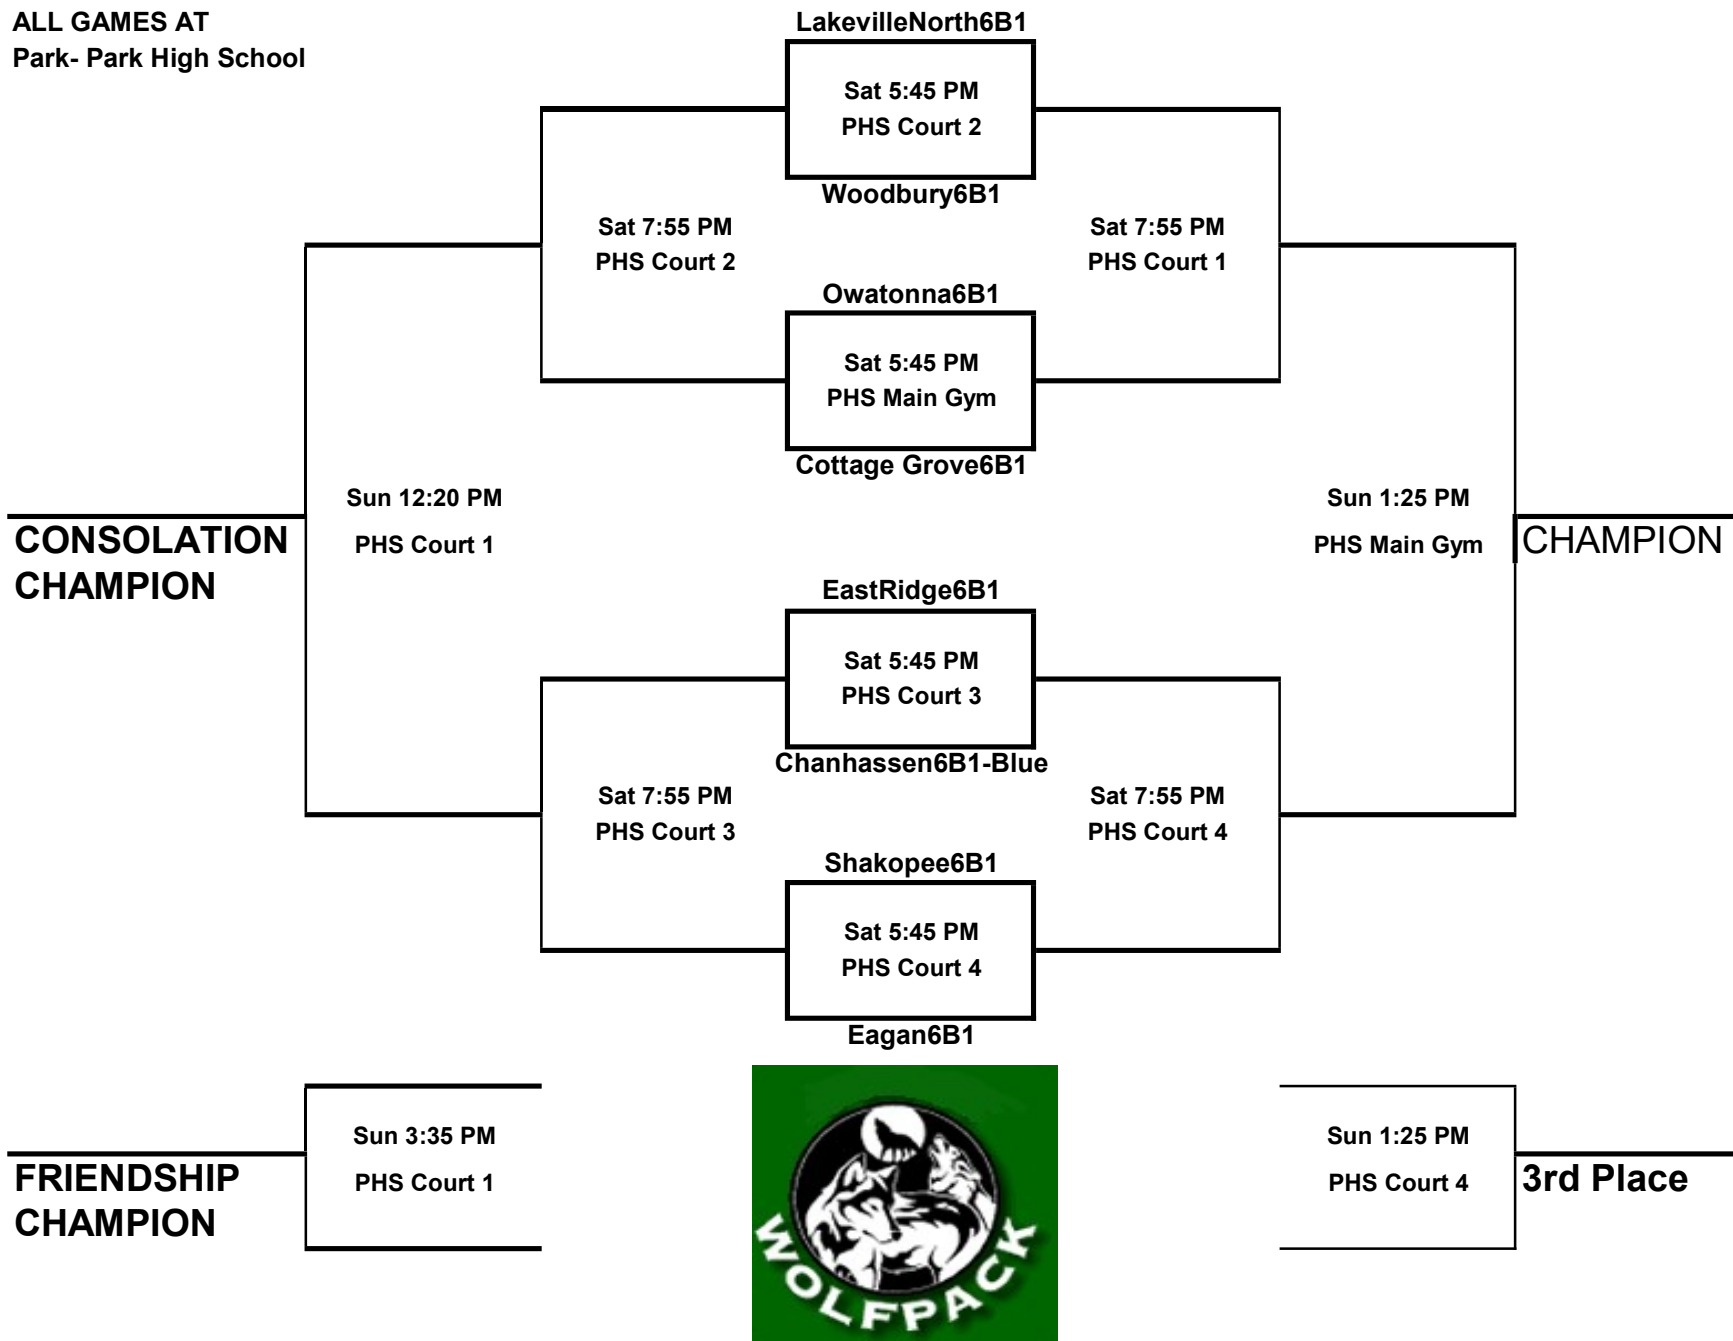 ALL GAMES AT
Park- Park High School
LakevilleNorth6B1
Sat 5:45 PM
PHS Court 2
Woodbury6B1
Sat 7:55 PM
PHS Court 2
Sat 7:55 PM
PHS Court 1
Owatonna6B1
Sat 5:45 PM
PHS Main Gym
Cottage Grove6B1
Sun 12:20 PM
PHS Court 1
CONSOLATION
CHAMPION
Sun 1:25 PM
PHS Main Gym
CHAMPION
EastRidge6B1
Sat 5:45 PM
PHS Court 3
Chanhassen6B1-Blue
Sat 7:55 PM
PHS Court 3
Sat 7:55 PM
PHS Court 4
Shakopee6B1
Sat 5:45 PM
PHS Court 4
Eagan6B1
Sun 3:35 PM
PHS Court 1
FRIENDSHIP
CHAMPION
Sun 1:25 PM
PHS Court 4
3rd Place
WOLFPACK